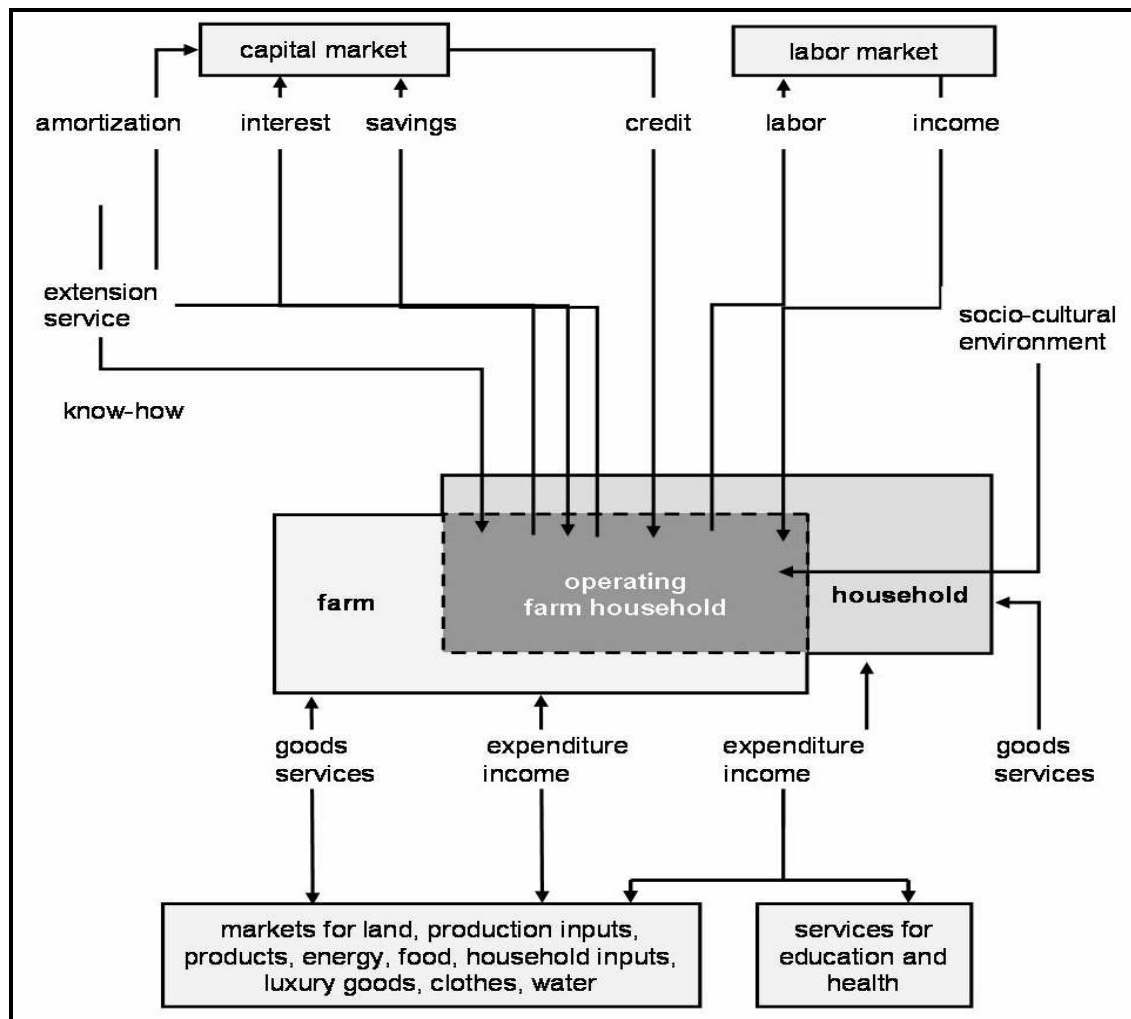 capital market
labor market
amortization
interest
savings
credit
labor
income
extension
service
socio-cultural
environment
know-how
operating
farm household
farm
household
goods
services
expenditure
income
expenditure
income
goods
services
markets for land, production inputs,
products, energy, food, household inputs,
luxury goods, clothes, water
services for
education and
health